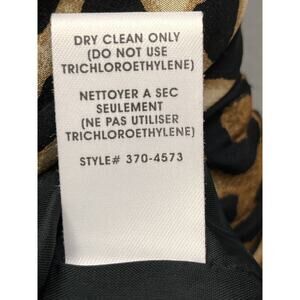 DRY CLEAN ONLY
(DO NOT USE
TRICHLOROETHYLENE)
NETTOYER A SEC
SEULEMENT
(NE PAS UTILISER
TRICHLOROETHYLENE)
STYLE# 370-4573